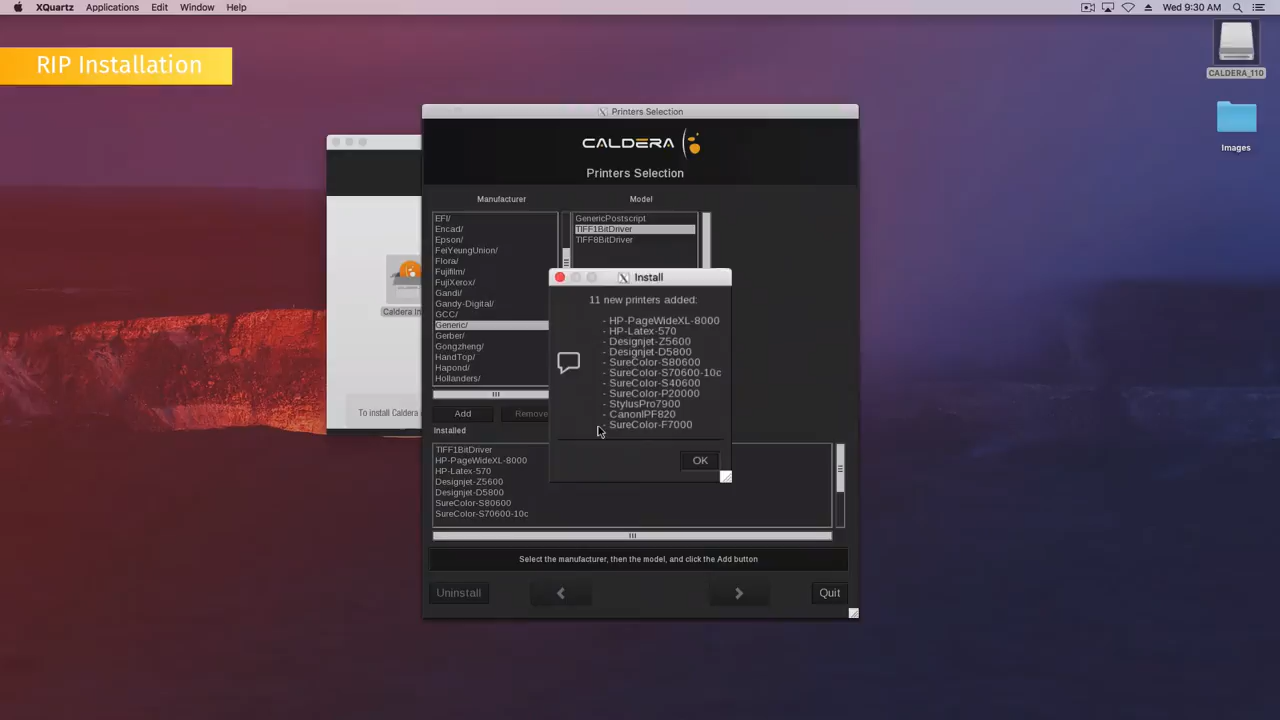 XQuartz Applications Edit Window Help
Wed 9:30 AM
RIP Installation
CALDERA_110
Images
Printers Selection
CALDERA
Printers Selection
Manufacturer
Model
EFI/
Encad/
Epson/
FeiYeungUnion/
Flora/
Fujifilm/
FujiXerox/
Gandi/
Gandy-Digital/
GCC/
Generic/
Gerber/
Gongzheng/
HandTop/
Hapond/
Hollanders/
GenericPostscript
TIFF1BitDriver
TIFF8BitDriver
Install
11 new printers added:
- HP-PageWideXL-8000
- HP-Latex-570
- Designjet-Z5600
- Designjet-D5800
- SureColor-S80600
- SureColor-S70600-10c
- SureColor-S40600
- SureColor-P20000
- StylusPro7900
- CanonIPF820
- SureColor-F7000
OK
Caldera In
To install Caldera
Add
Remove
Installed
TIFF1BitDriver
HP-PageWideXL-8000
HP-Latex-570
Designjet-Z5600
Designjet-D5800
SureColor-S80600
SureColor-S70600-10c
Select the manufacturer, then the model, and click the Add button
Uninstall
Quit